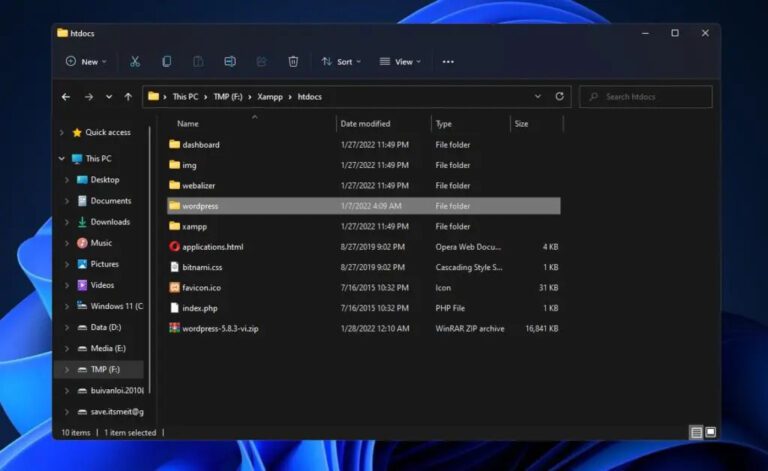 htdocs
New
Sort
View
This PC > TMP (F:) > Xampp > htdocs
Search htdocs
Name Date modified Type Size
Quick access
This PC
Desktop
Documents
Downloads
Music
Pictures
Videos
Windows 11 (C
Data (D:)
Media (E:)
TMP (F:)
buivanloi.2010
save.itsmeit@g
dashboard 1/27/2022 11:49 PM File folder
img 1/27/2022 11:49 PM File folder
webalizer 1/27/2022 11:49 PM File folder
wordpress 1/7/2022 4:09 AM File folder
xampp 1/27/2022 11:49 PM File folder
applications.html 8/27/2019 9:02 PM Opera Web Docu... 4 KB
bitnami.css 8/27/2019 9:02 PM Cascading Style S... 1 KB
favicon.ico 7/16/2015 10:32 PM Icon 31 KB
index.php 7/16/2015 10:32 PM PHP File 1 KB
wordpress-5.8.3-vi.zip 1/28/2022 12:10 AM WinRAR ZIP archive 16,841 KB
10 items | 1 item selected |